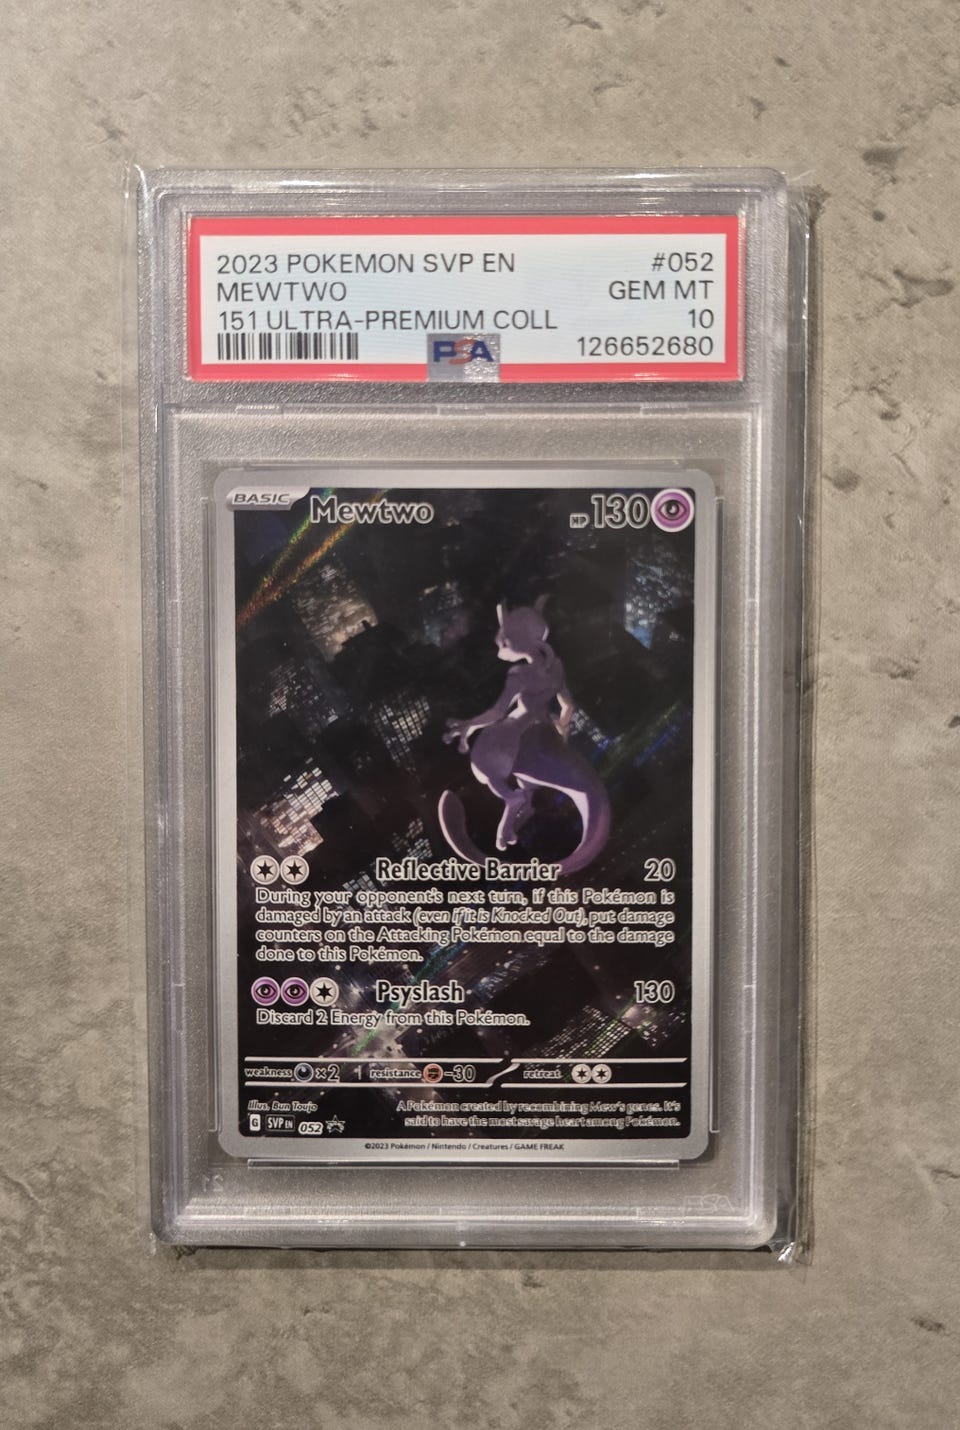 2023 POKEMON SVP EN #052
MEWTWO GEM MT
151 ULTRA-PREMIUM COLL 10
PSA 126652680
BASIC Mewtwo HP 130
Reflective Barrier 20
During your opponent's next turn, if this Pokémon is
damaged by an attack (even if it is Knocked Out), put damage
counters on the Attacking Pokémon equal to the damage
done to this Pokémon.
Psyslash 130
Discard 2 Energy from this Pokémon.
weakness ×2 resistance -30 retreat
Illus. Bun Toujo
A Pokémon created by recombining Mew's genes. It's
said to have the most savage heart among Pokémon.
G SVP EN 052
©2023 Pokémon / Nintendo / Creatures / GAME FREAK
PSA